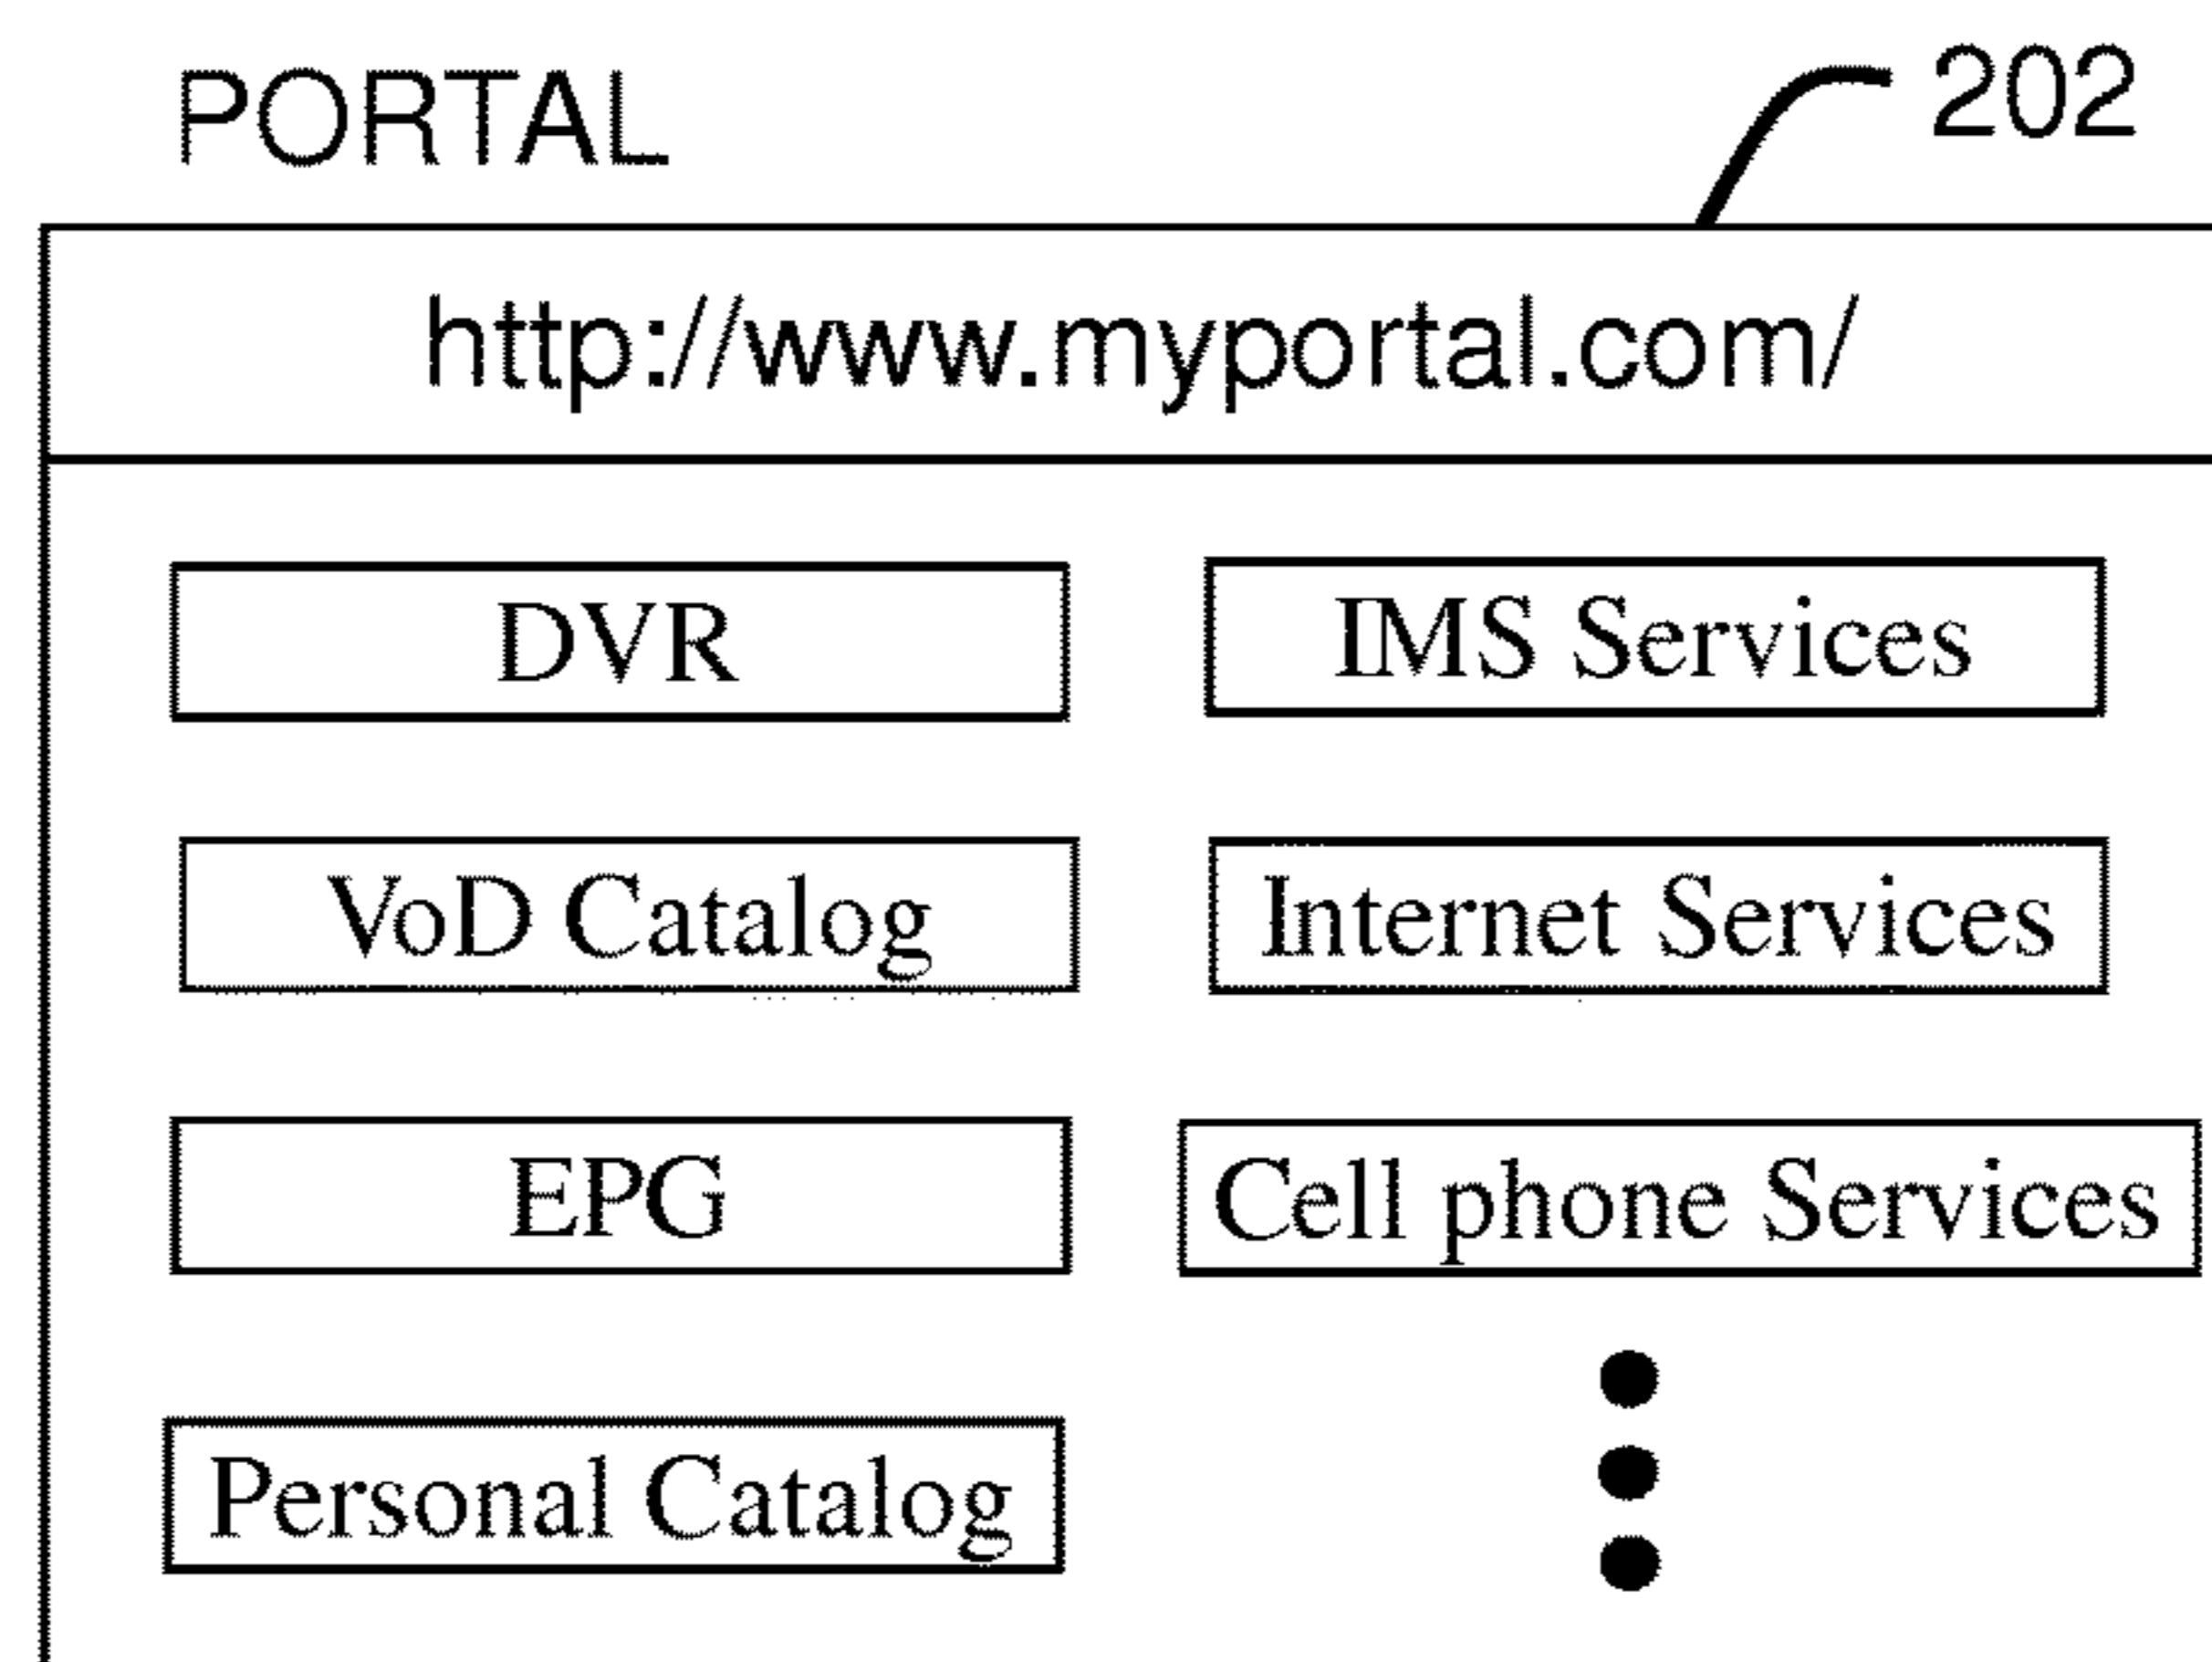 PORTAL
202
http://www.myportal.com/
DVR
IMS Services
VoD Catalog
Internet Services
EPG
Cell phone Services
Personal Catalog